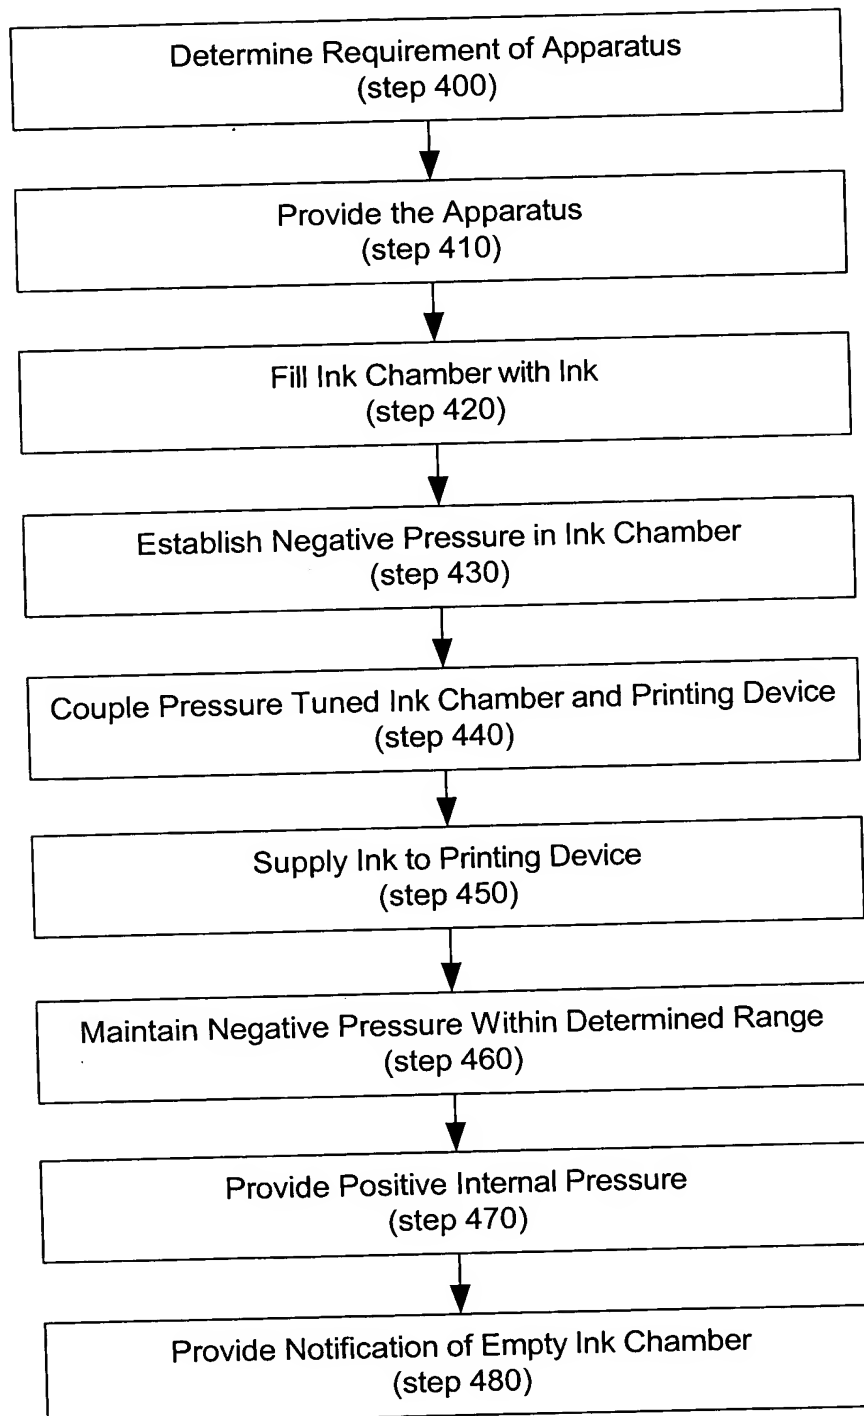 Determine Requirement of Apparatus
(step 400)
Provide the Apparatus
(step 410)
Fill Ink Chamber with Ink
(step 420)
Establish Negative Pressure in Ink Chamber
(step 430)
Couple Pressure Tuned Ink Chamber and Printing Device
(step 440)
Supply Ink to Printing Device
(step 450)
Maintain Negative Pressure Within Determined Range
(step 460)
Provide Positive Internal Pressure
(step 470)
Provide Notification of Empty Ink Chamber
(step 480)